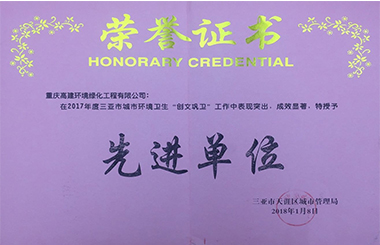 荣誉证书
HONORARY CREDENTIAL
重庆高建环境绿化工程有限公司：
在2017年度三亚市城市环境卫生“创文巩卫”工作中表现突出，成效显著，特授予
先进单位
三亚市天涯区城市管理局
2018年1月8日